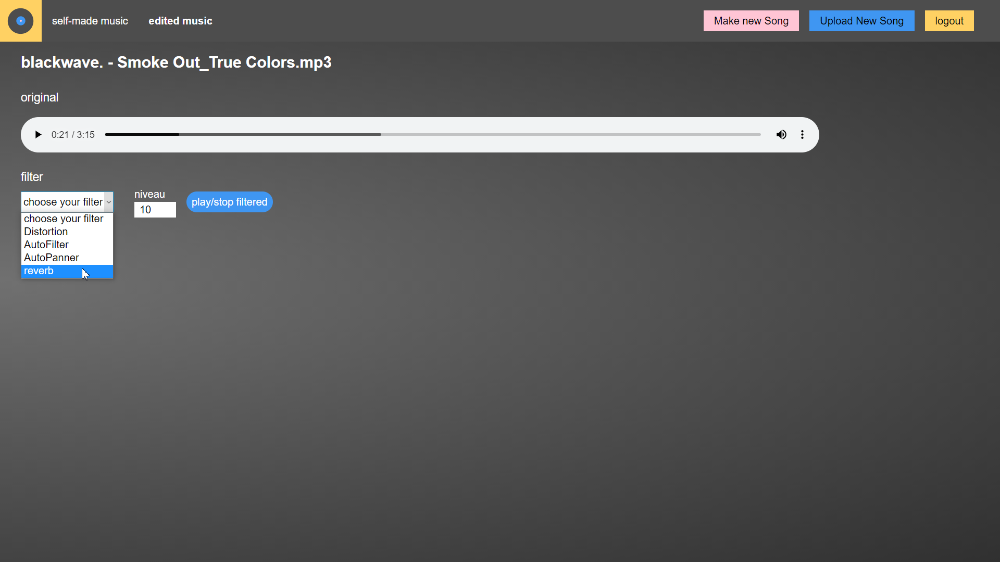 self-made music
edited music
Make new Song
Upload New Song
logout
blackwave. - Smoke Out_True Colors.mp3
original
0:21 / 3:15
filter
choose your filter
niveau
10
play/stop filtered
choose your filter
Distortion
AutoFilter
AutoPanner
reverb